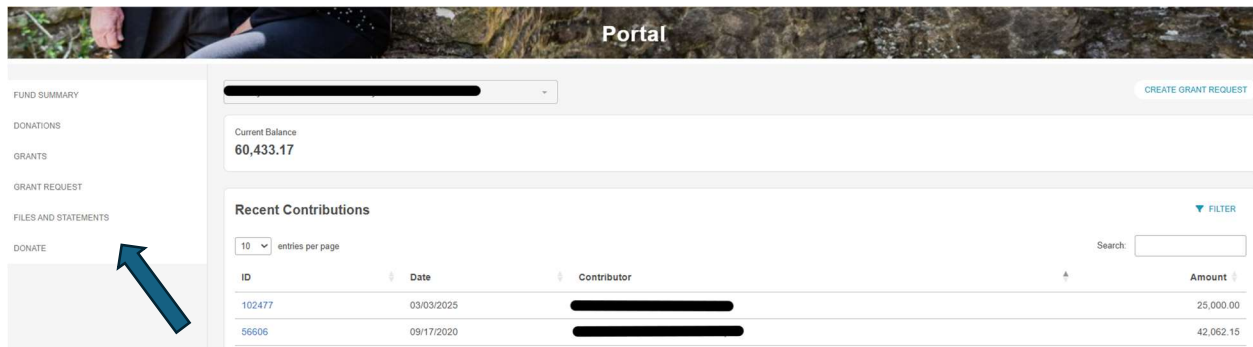 Portal
FUND SUMMARY
DONATIONS
GRANTS
GRANT REQUEST
FILES AND STATEMENTS
DONATE
CREATE GRANT REQUEST
Current Balance
60,433.17
Recent Contributions
FILTER
10 entries per page
Search:
ID Date Contributor Amount
102477 03/03/2025 25,000.00
56606 09/17/2020 42,062.15